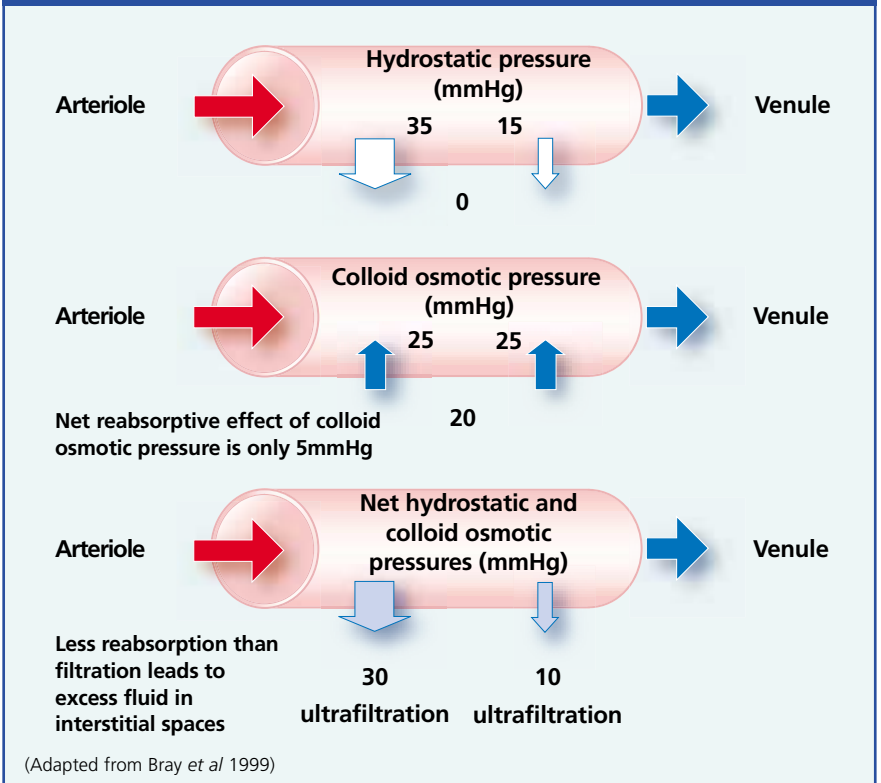 Hydrostatic pressure
(mmHg)
Arteriole
Venule
35 15
0
Colloid osmotic pressure
(mmHg)
Arteriole
Venule
25 25
Net reabsorptive effect of colloid
osmotic pressure is only 5mmHg
20
Net hydrostatic and
colloid osmotic
pressures (mmHg)
Arteriole
Venule
Less reabsorption than
filtration leads to
excess fluid in
interstitial spaces
30 10
ultrafiltration ultrafiltration
(Adapted from Bray et al 1999)